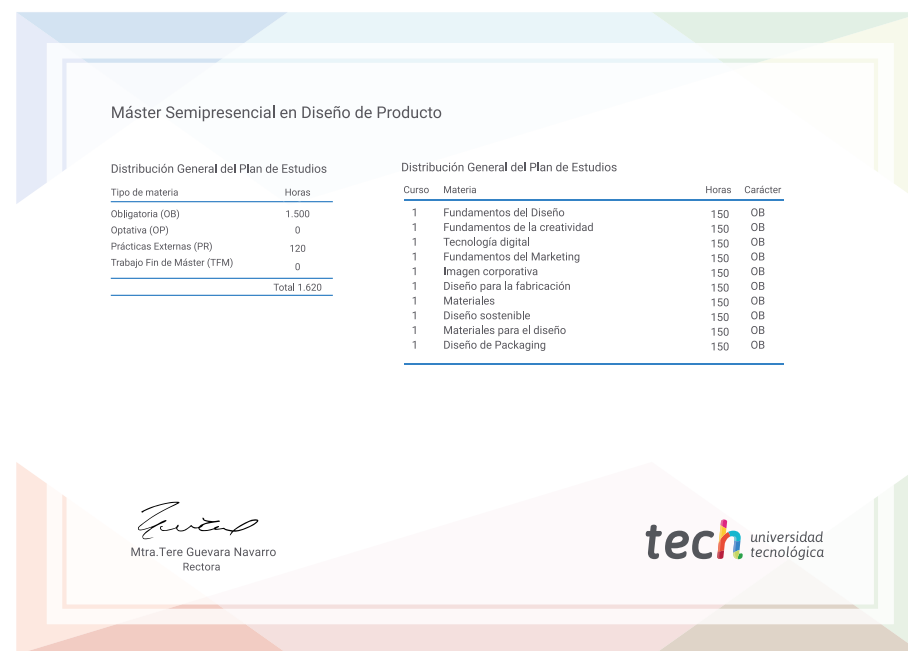 Máster Semipresencial en Diseño de Producto
Distribución General del Plan de Estudios
Tipo de materia Horas
Obligatoria (OB) 1.500
Optativa (OP) 0
Prácticas Externas (PR) 120
Trabajo Fin de Máster (TFM) 0
Total 1.620
Distribución General del Plan de Estudios
Curso Materia Horas Carácter
1 Fundamentos del Diseño 150 OB
1 Fundamentos de la creatividad 150 OB
1 Tecnología digital 150 OB
1 Fundamentos del Marketing 150 OB
1 Imagen corporativa 150 OB
1 Diseño para la fabricación 150 OB
1 Materiales 150 OB
1 Diseño sostenible 150 OB
1 Materiales para el diseño 150 OB
1 Diseño de Packaging 150 OB
Mtra.Tere Guevara Navarro
Rectora
tech universidad
tecnológica